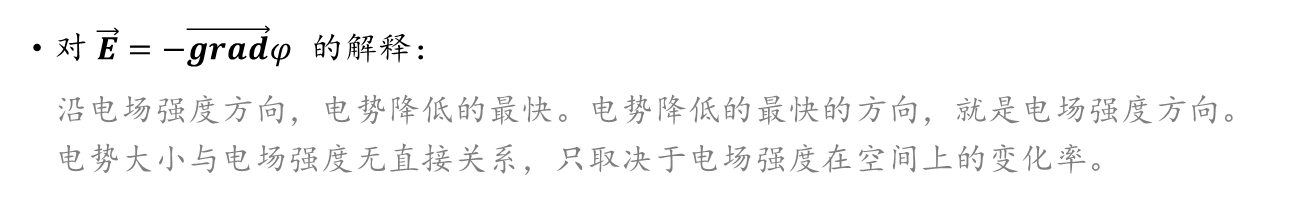 • 对 $\overrightarrow{E} = -\overrightarrow{grad}\varphi$ 的解释：
沿电场强度方向，电势降低的最快。电势降低的最快的方向，就是电场强度方向。
电势大小与电场强度无直接关系，只取决于电场强度在空间上的变化率。